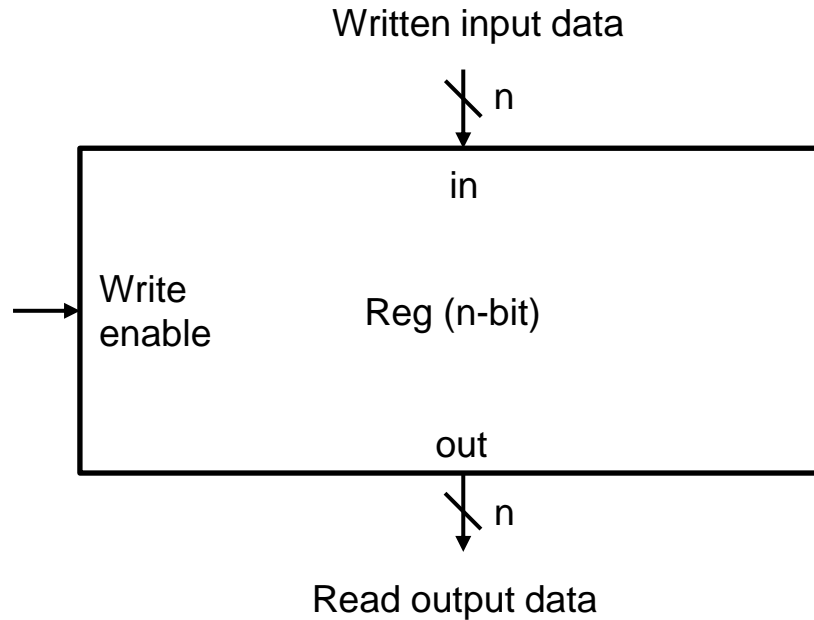 Written input data
n
in
Write
enable
Reg (n-bit)
out
n
Read output data